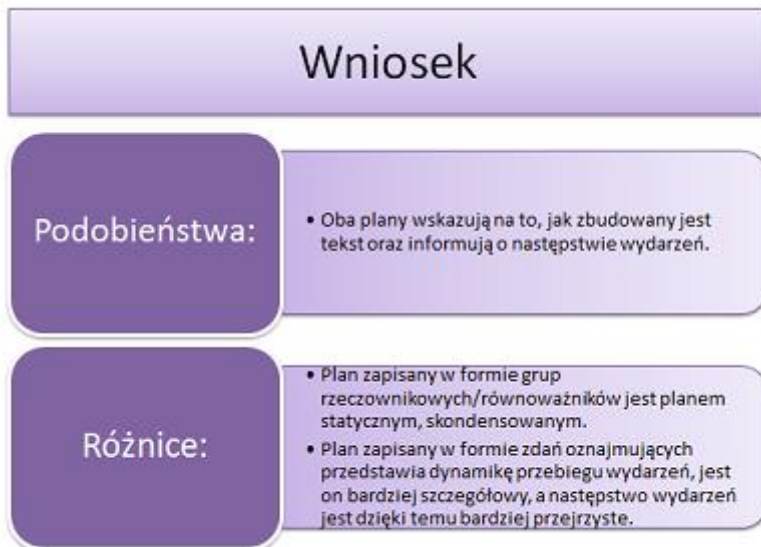 Wniosek
Podobieństwa:
• Oba plany wskazują na to, jak zbudowany jest
tekst oraz informują o następstwie wydarzeń.
Różnice:
• Plan zapisany w formie grup
rzeczownikowych/równoważników jest planem
statycznym, skondensowanym.
• Plan zapisany w formie zdań oznajmujących
przedstawia dynamikę przebiegu wydarzeń, jest
on bardziej szczegółowy, a następstwo wydarzeń
jest dzięki temu bardziej przejrzyste.